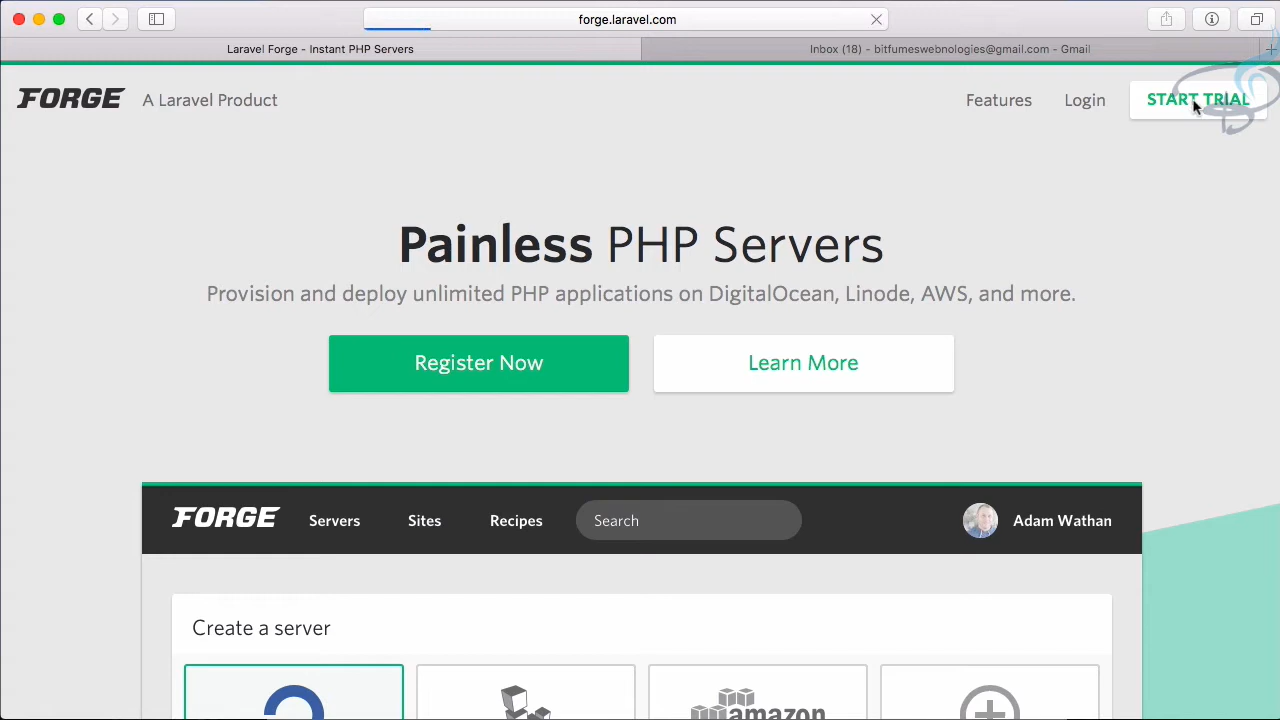 forge.laravel.com
Laravel Forge - Instant PHP Servers
Inbox (18) - bitfumeswebnologies@gmail.com - Gmail
FORGE A Laravel Product
Features Login START TRIAL
Painless PHP Servers
Provision and deploy unlimited PHP applications on DigitalOcean, Linode, AWS, and more.
Register Now Learn More
FORGE Servers Sites Recipes Search Adam Wathan
Create a server
amazon